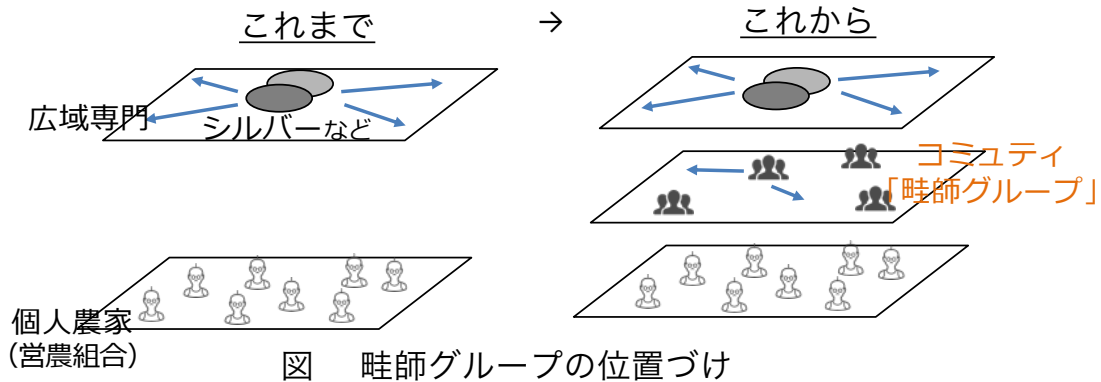 これまで → これから
広域専門
シルバーなど
コミュティ
「畦師グループ」
個人農家
（営農組合）
図 畦師グループの位置づけ